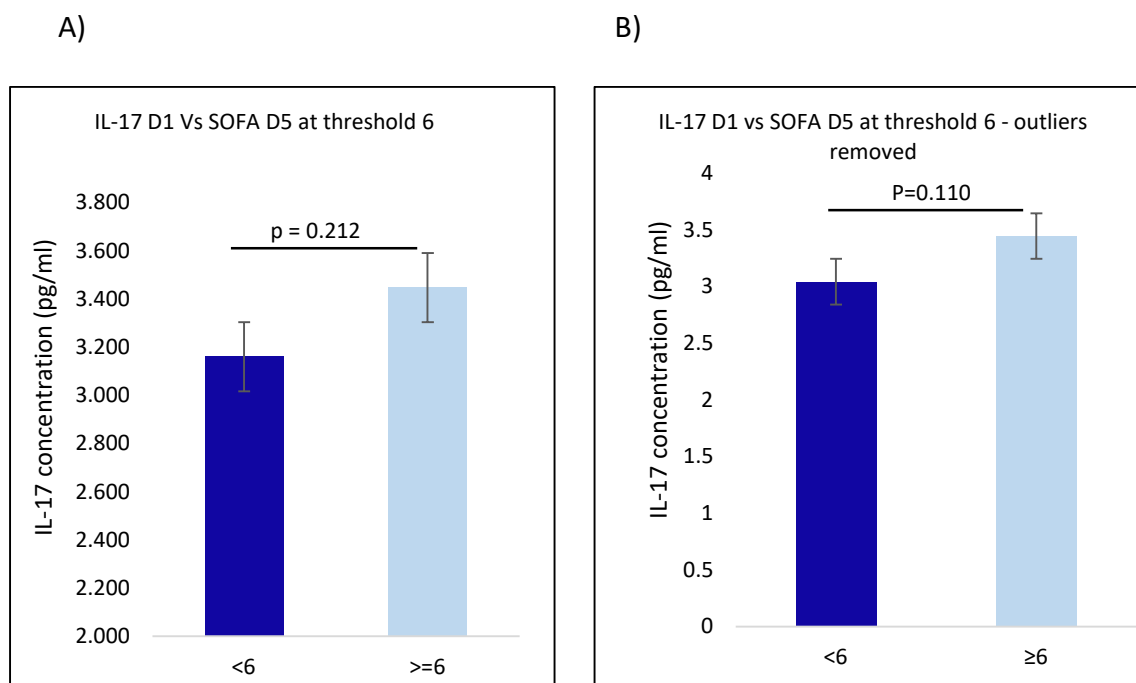 A)
IL-17 D1 Vs SOFA D5 at threshold 6
IL-17 concentration (pg/ml)
3.800
3.600
3.400
3.200
3.000
2.800
2.600
2.400
2.200
2.000
p = 0.212
<6
>=6
B)
IL-17 D1 vs SOFA D5 at threshold 6 - outliers
removed
IL-17 concentration (pg/ml)
4
3.5
3
2.5
2
1.5
1
0.5
0
P=0.110
<6
≥6